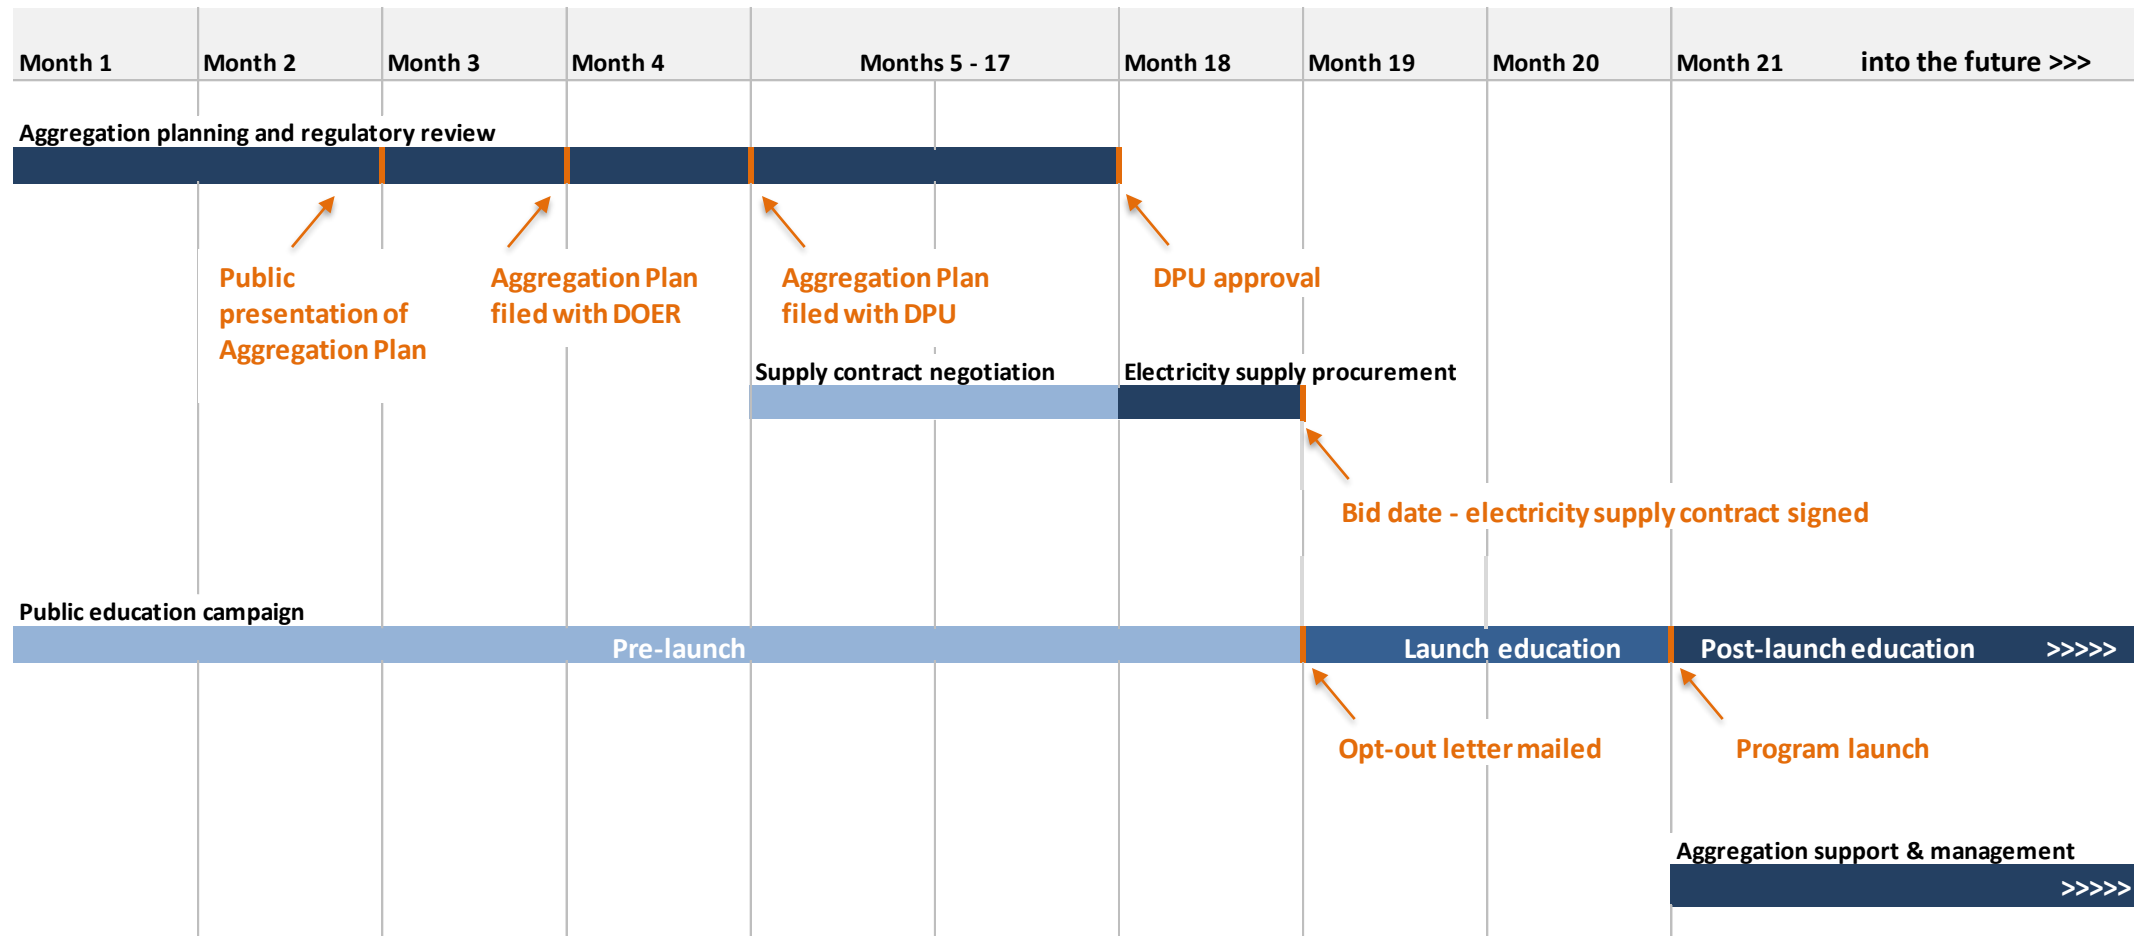 Month 1
Month 2
Month 3
Month 4
Months 5 - 17
Month 18
Month 19
Month 20
Month 21
into the future >>>
Aggregation planning and regulatory review
Public
presentation of
Aggregation Plan
Aggregation Plan
filed with DOER
Aggregation Plan
filed with DPU
DPU approval
Supply contract negotiation
Electricity supply procurement
Bid date - electricity supply contract signed
Public education campaign
Pre-launch
Launch education
Post-launch education
>>>>>
Opt-out letter mailed
Program launch
Aggregation support & management
>>>>>